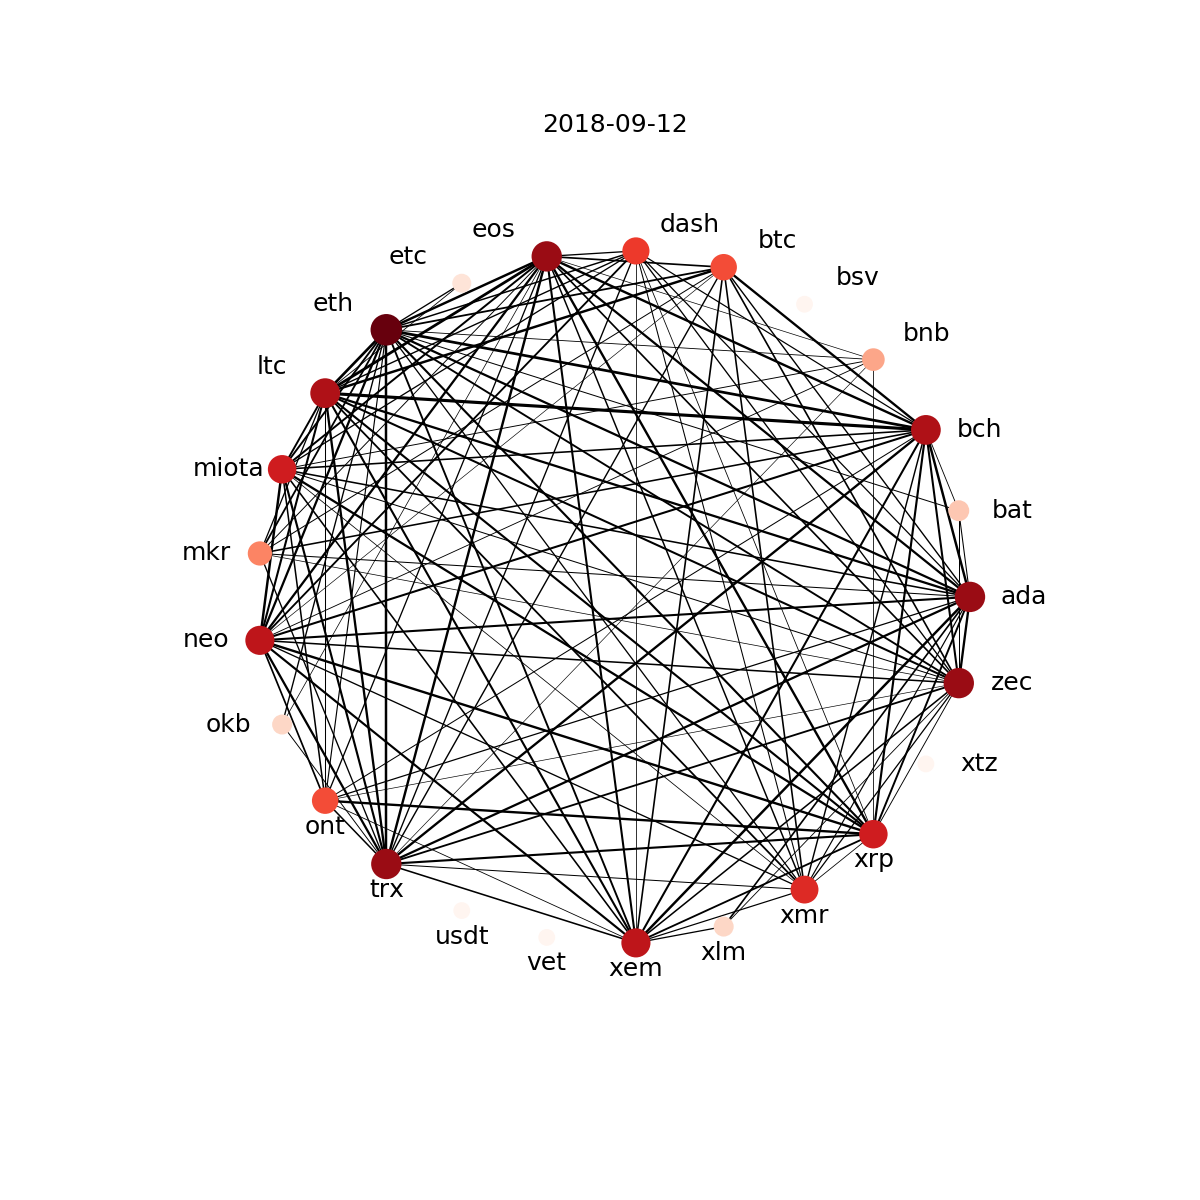 2018-09-12
dash
eos
btc
etc
bsv
eth
bnb
ltc
bch
miota
bat
mkr
ada
neo
zec
okb
xtz
ont
xrp
trx
xmr
usdt
xlm
vet
xem